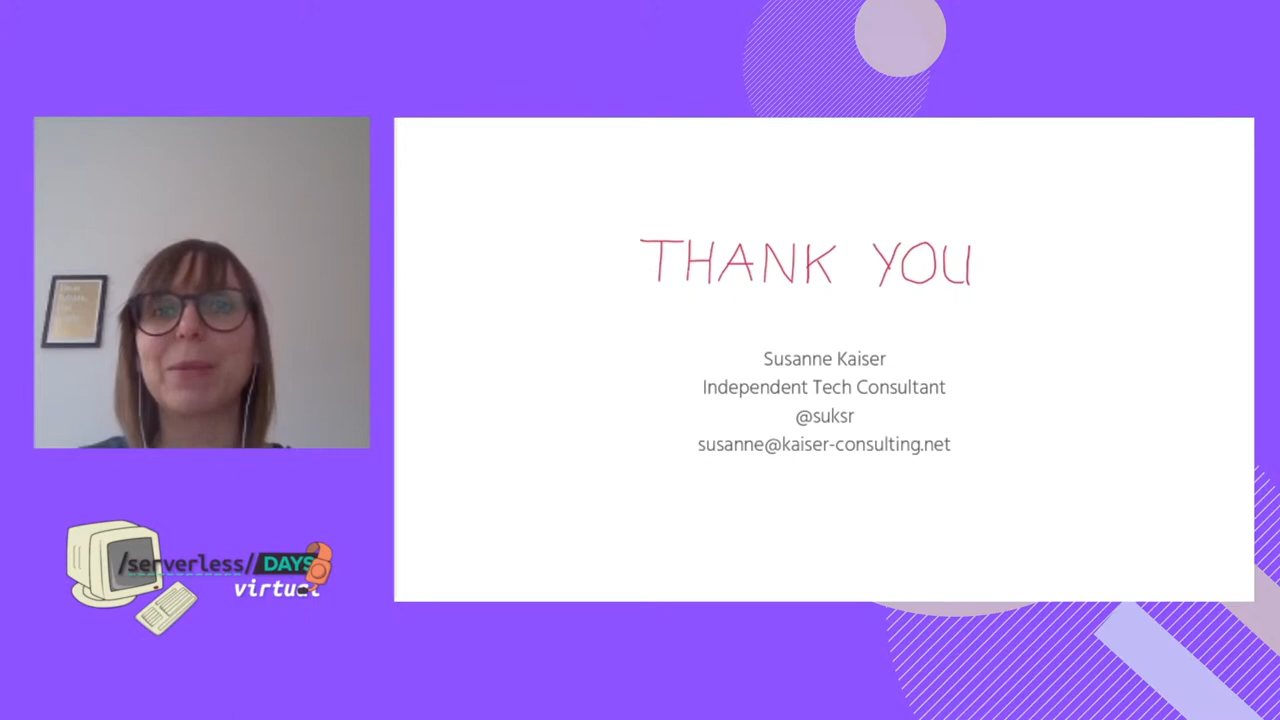 THANK YOU
Susanne Kaiser
Independent Tech Consultant
@suksr
susanne@kaiser-consulting.net
/serverless/DAYS
virtual